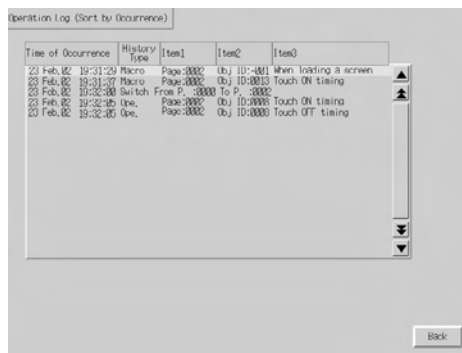 Operation Log (Sort by Occurrence)
Time of Occurrence History Type Item1 Item2 Item3
23 Feb.02 19:31:29 Macro Page:0002 Obj ID:-001 When loading a screen
23 Feb.02 19:31:37 Macro Page:0002 Obj ID:0013 Touch ON timing
23 Feb.02 19:32:00 Switch From P. :0000 To P. :0002
23 Feb.02 19:32:05 Ope. Page:0002 Obj ID:0008 Touch ON timing
23 Feb.02 19:32:05 Ope. Page:0002 Obj ID:0008 Touch OFF timing
Back